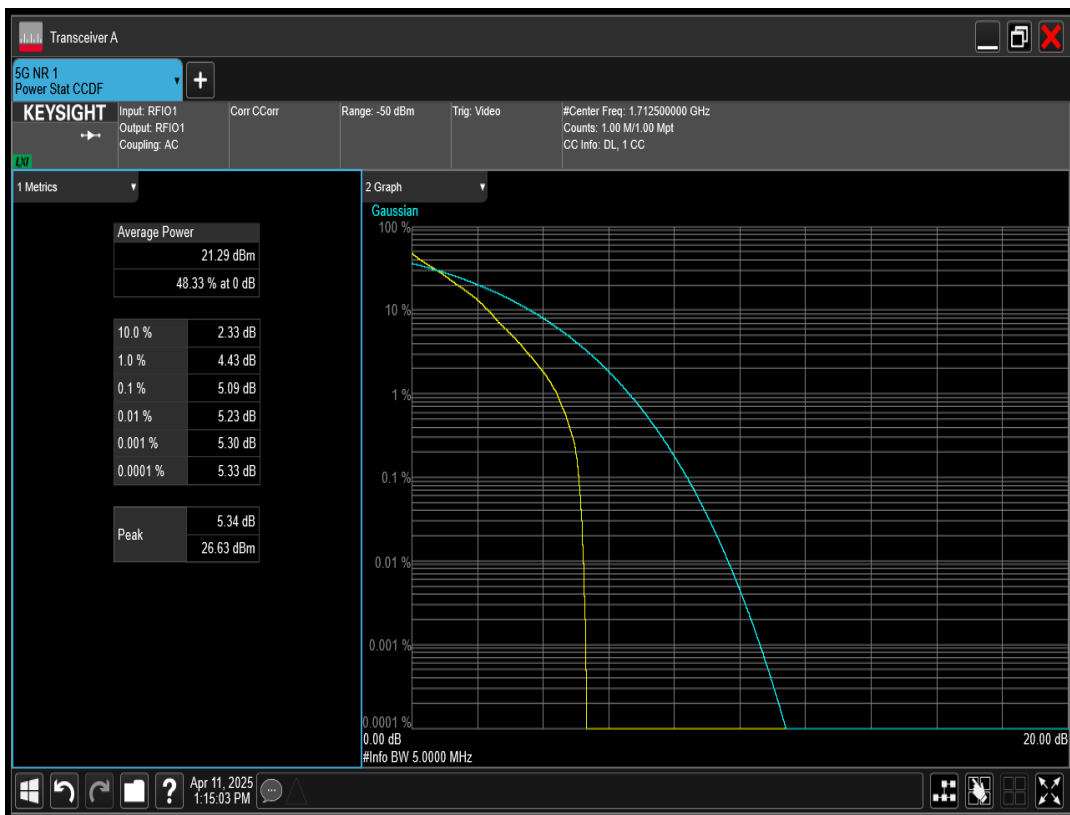 Transceiver A
5G NR 1
Power Stat CCDF
+
KEYSIGHT
LXI
Input: RFIO1
Output: RFIO1
Coupling: AC
Corr CCorr
Range: -50 dBm
Trig: Video
#Center Freq: 1.712500000 GHz
Counts: 1.00 M/1.00 Mpt
CC Info: DL, 1 CC
1 Metrics
Average Power
21.29 dBm
48.33 % at 0 dB
10.0 % 2.33 dB
1.0 % 4.43 dB
0.1 % 5.09 dB
0.01 % 5.23 dB
0.001 % 5.30 dB
0.0001 % 5.33 dB
Peak 5.34 dB
26.63 dBm
2 Graph
Gaussian
100 %
10 %
1 %
0.1 %
0.01 %
0.001 %
0.0001 %
0.00 dB 20.00 dB
#Info BW 5.0000 MHz
?
Apr 11, 2025
1:15:03 PM